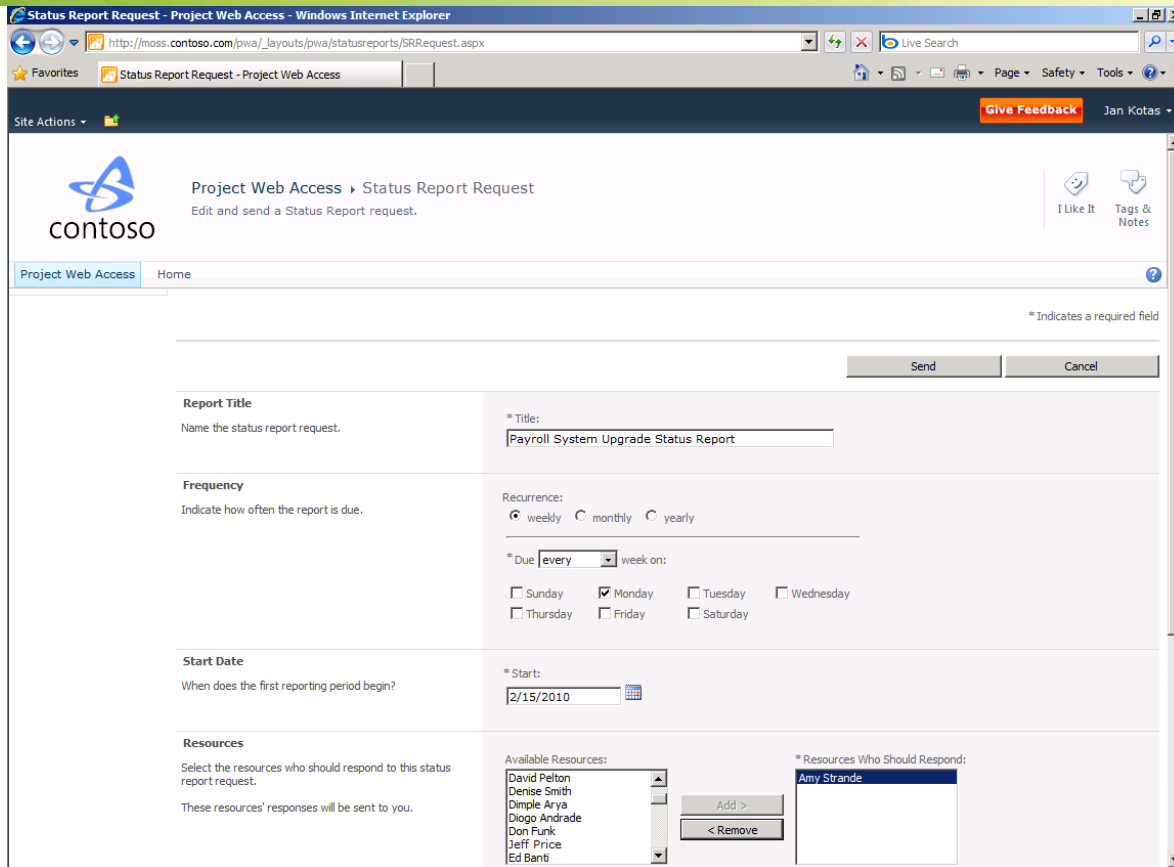 Status Report Request - Project Web Access - Windows Internet Explorer
http://moss.contoso.com/pwa/_layouts/pwa/statusreports/SRRequest.aspx
Live Search
Favorites
Status Report Request - Project Web Access
Page
Safety
Tools
Site Actions
Give Feedback
Jan Kotas
contoso
Project Web Access
Status Report Request
Edit and send a Status Report request.
I Like It
Tags &
Notes
Project Web Access
Home
* Indicates a required field
Send
Cancel
Report Title
Name the status report request.
* Title:
Payroll System Upgrade Status Report
Frequency
Indicate how often the report is due.
Recurrence:
weekly
monthly
yearly
* Due every week on:
Sunday
Monday
Tuesday
Wednesday
Thursday
Friday
Saturday
Start Date
When does the first reporting period begin?
* Start:
2/15/2010
Resources
Select the resources who should respond to this status
report request.
These resources' responses will be sent to you.
Available Resources:
David Pelton
Denise Smith
Dimple Arya
Diogo Andrade
Don Funk
Jeff Price
Ed Banti
Add >
< Remove
* Resources Who Should Respond:
Amy Strande